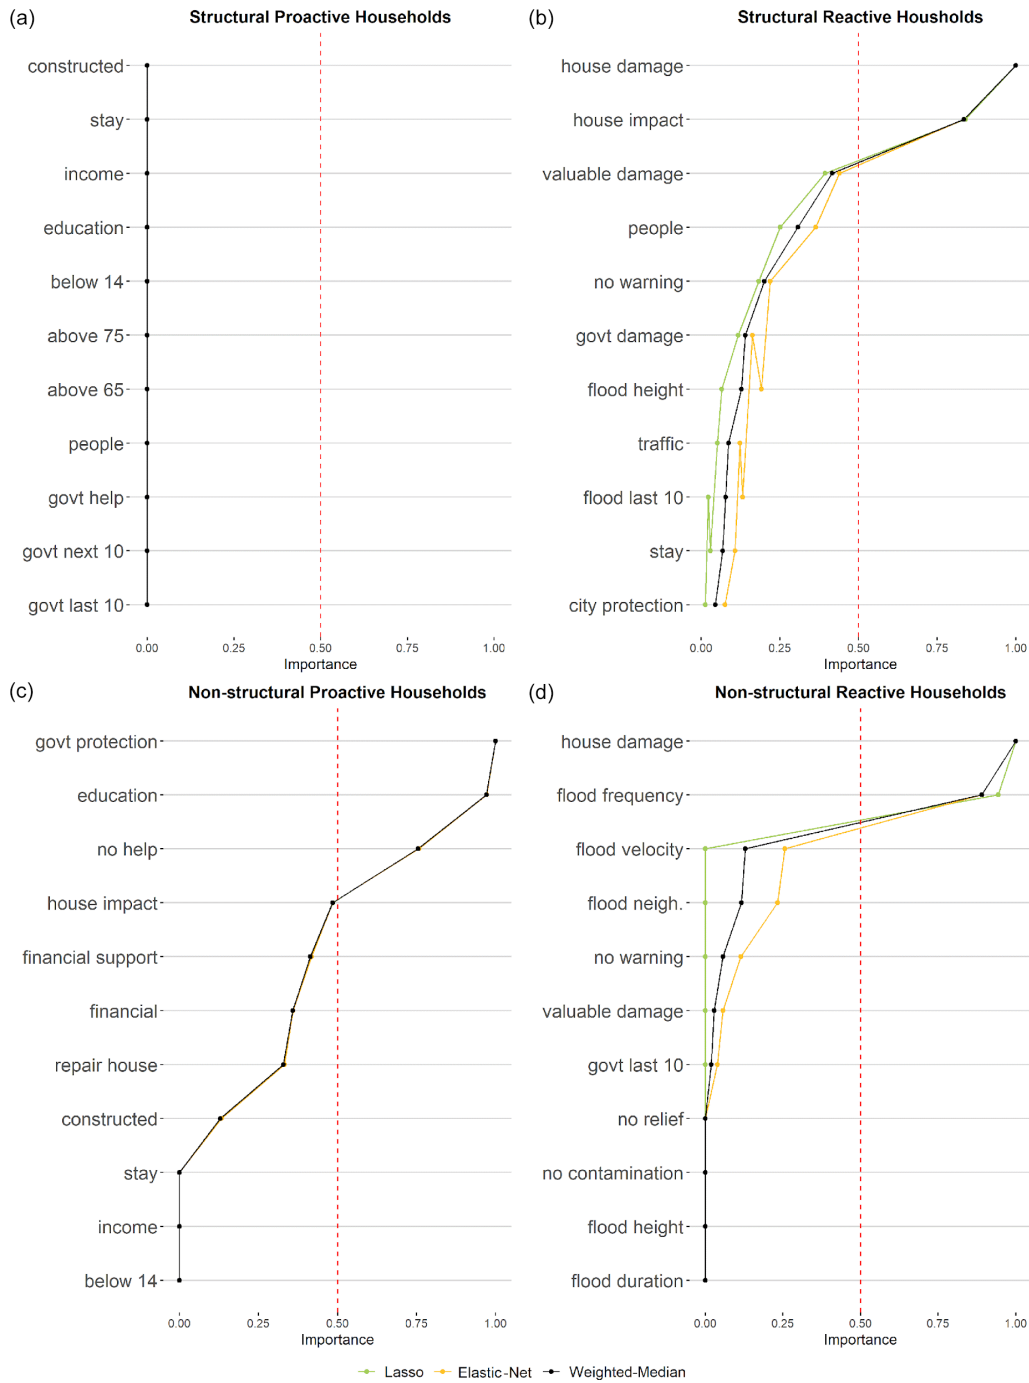 (a)
Structural Proactive Households
constructed
stay
income
education
below 14
above 75
above 65
people
govt help
govt next 10
govt last 10
0.00 0.25 0.50 0.75 1.00
Importance
(b)
Structural Reactive Housholds
house damage
house impact
valuable damage
people
no warning
govt damage
flood height
traffic
flood last 10
stay
city protection
0.00 0.25 0.50 0.75 1.00
Importance
(c)
Non-structural Proactive Households
govt protection
education
no help
house impact
financial support
financial
repair house
constructed
stay
income
below 14
0.00 0.25 0.50 0.75 1.00
Importance
(d)
Non-structural Reactive Households
house damage
flood frequency
flood velocity
flood neigh.
no warning
valuable damage
govt last 10
no relief
no contamination
flood height
flood duration
0.00 0.25 0.50 0.75 1.00
Importance
Lasso Elastic-Net Weighted-Median